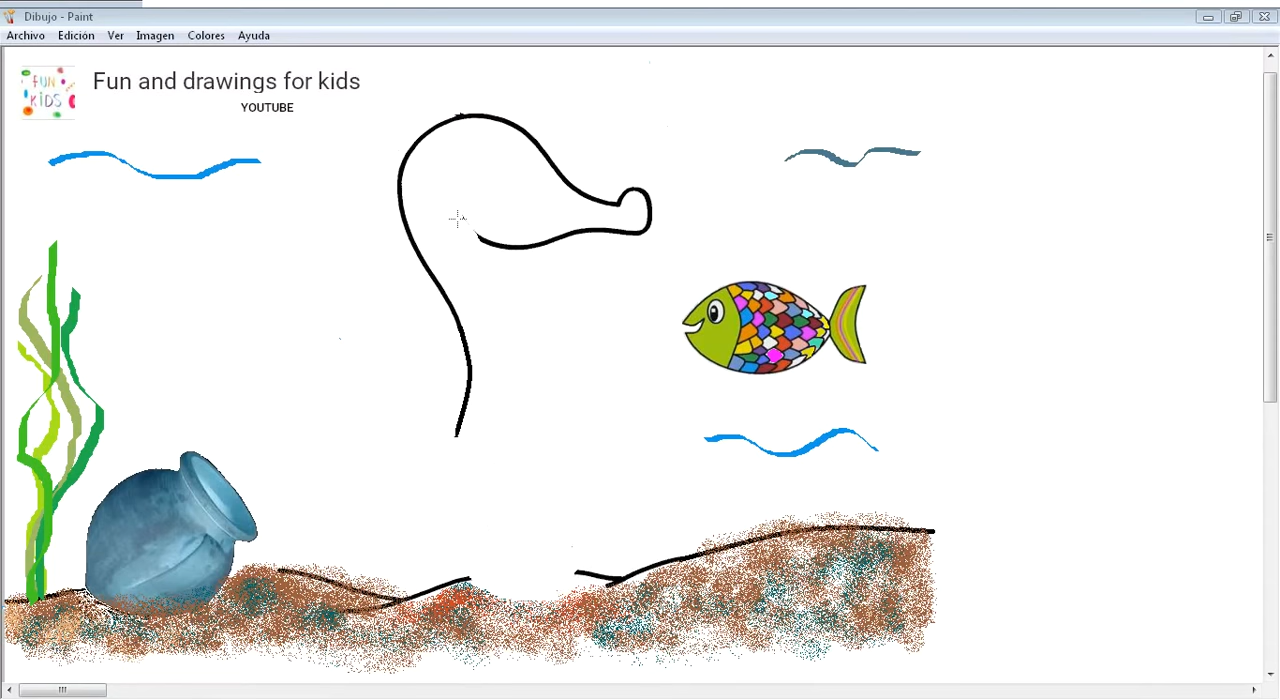 Dibujo - Paint
Archivo Edición Ver Imagen Colores Ayuda
FUN
KIDS
Fun and drawings for kids
YOUTUBE